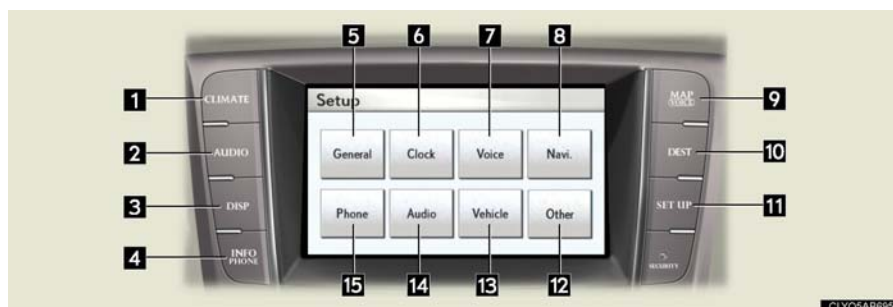 5 6 7 8
1 CLIMATE
2 AUDIO
3 DISP
4 INFO
PHONE
Setup
General Clock Voice Navi.
Phone Audio Vehicle Other
MAP
VOICE
9
DEST 10
SET UP 11
SECURITY
15 14 13 12